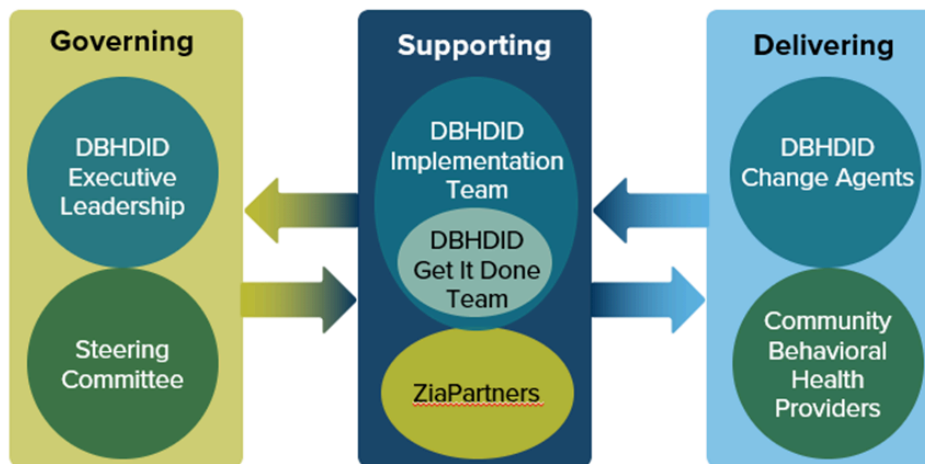 Governing
DBHDID
Executive
Leadership
Steering
Committee
Supporting
DBHDID
Implementation
Team
DBHDID
Get It Done
Team
ZiaPartners
Delivering
DBHDID
Change Agents
Community
Behavioral
Health
Providers